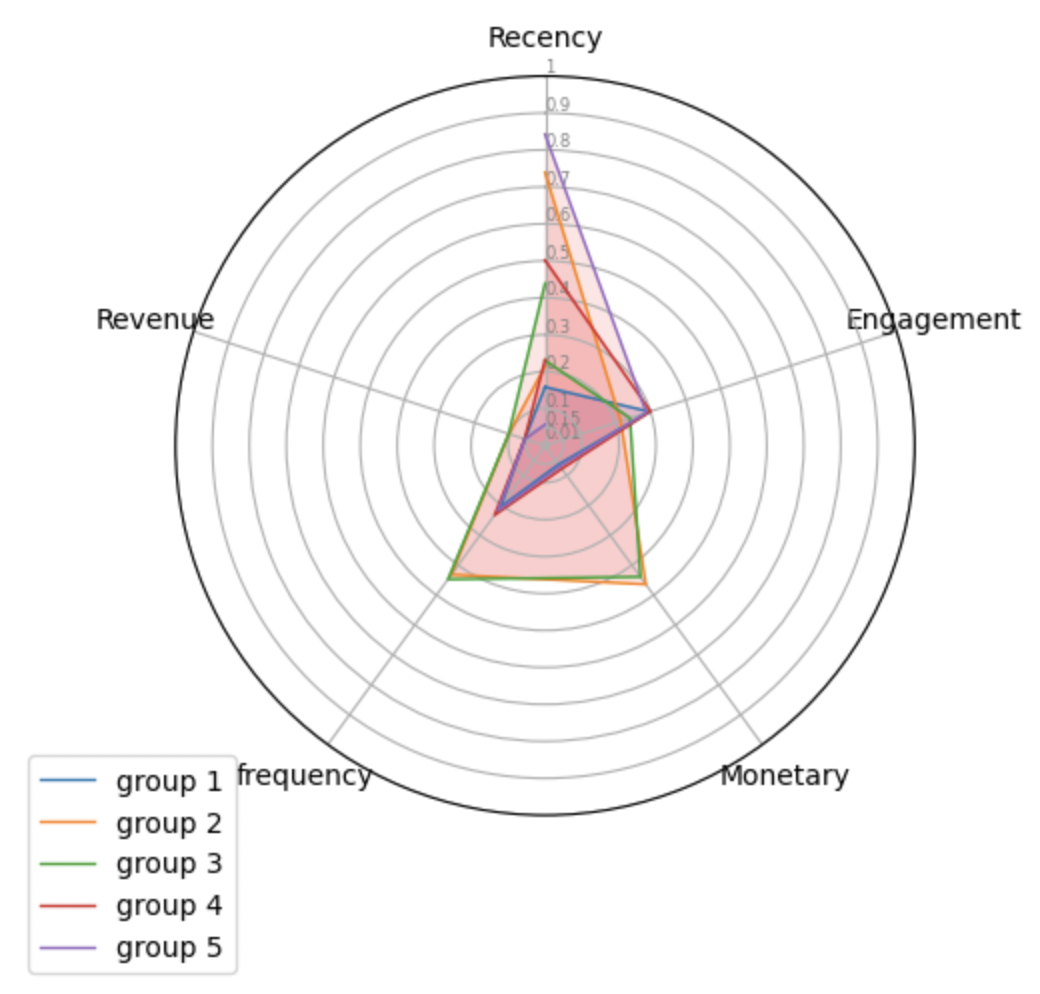 Recency
1
0.9
0.8
0.7
0.6
0.5
0.4
0.3
0.2
0.1
0.15
0.01
Revenue
Engagement
frequency
Monetary
group 1
group 2
group 3
group 4
group 5